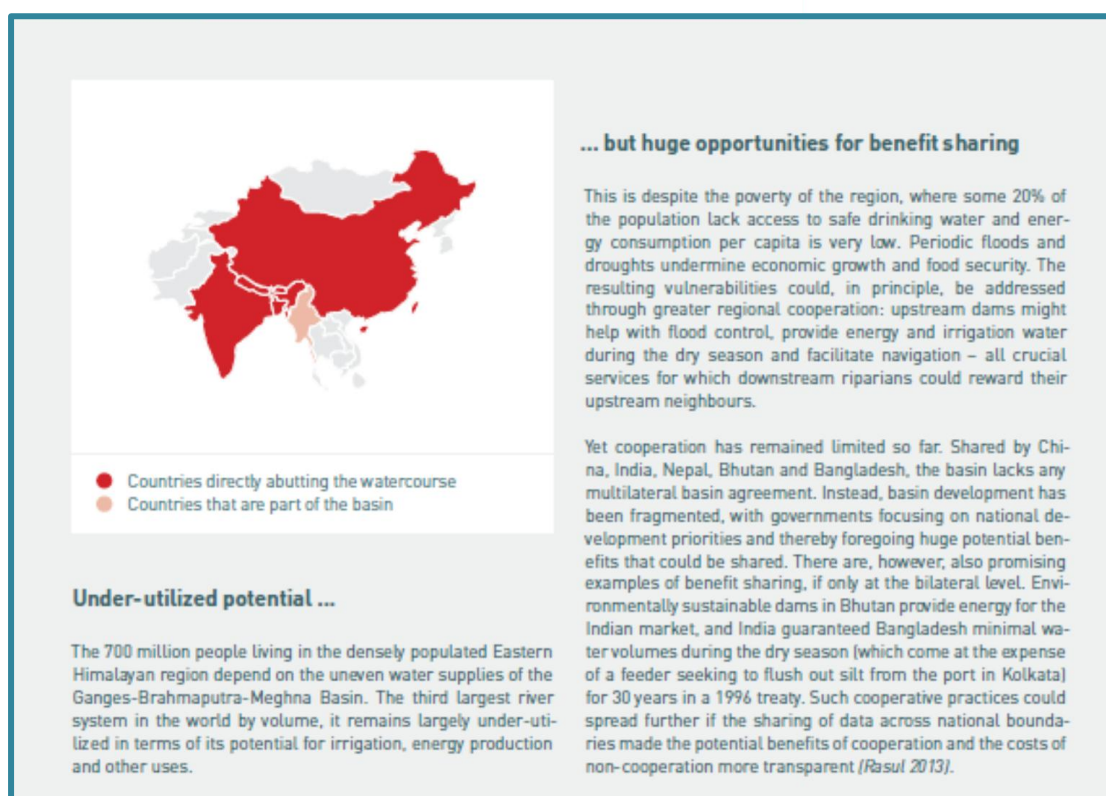 Countries directly abutting the watercourse
Countries that are part of the basin
Under-utilized potential ...
The 700 million people living in the densely populated Eastern
Himalayan region depend on the uneven water supplies of the
Ganges-Brahmaputra-Meghna Basin. The third largest river
system in the world by volume, it remains largely under-uti-
lized in terms of its potential for irrigation, energy production
and other uses.
... but huge opportunities for benefit sharing
This is despite the poverty of the region, where some 20% of
the population lack access to safe drinking water and ener-
gy consumption per capita is very low. Periodic floods and
droughts undermine economic growth and food security. The
resulting vulnerabilities could, in principle, be addressed
through greater regional cooperation: upstream dams might
help with flood control, provide energy and irrigation water
during the dry season and facilitate navigation – all crucial
services for which downstream riparians could reward their
upstream neighbours.
Yet cooperation has remained limited so far. Shared by Chi-
na, India, Nepal, Bhutan and Bangladesh, the basin lacks any
multilateral basin agreement. Instead, basin development has
been fragmented, with governments focusing on national de-
velopment priorities and thereby foregoing huge potential ben-
efits that could be shared. There are, however, also promising
examples of benefit sharing, if only at the bilateral level. Envi-
ronmentally sustainable dams in Bhutan provide energy for the
Indian market, and India guaranteed Bangladesh minimal wa-
ter volumes during the dry season (which come at the expense
of a feeder seeking to flush out silt from the port in Kolkata)
for 30 years in a 1996 treaty. Such cooperative practices could
spread further if the sharing of data across national bounda-
ries made the potential benefits of cooperation and the costs of
non-cooperation more transparent (Rasul 2013).